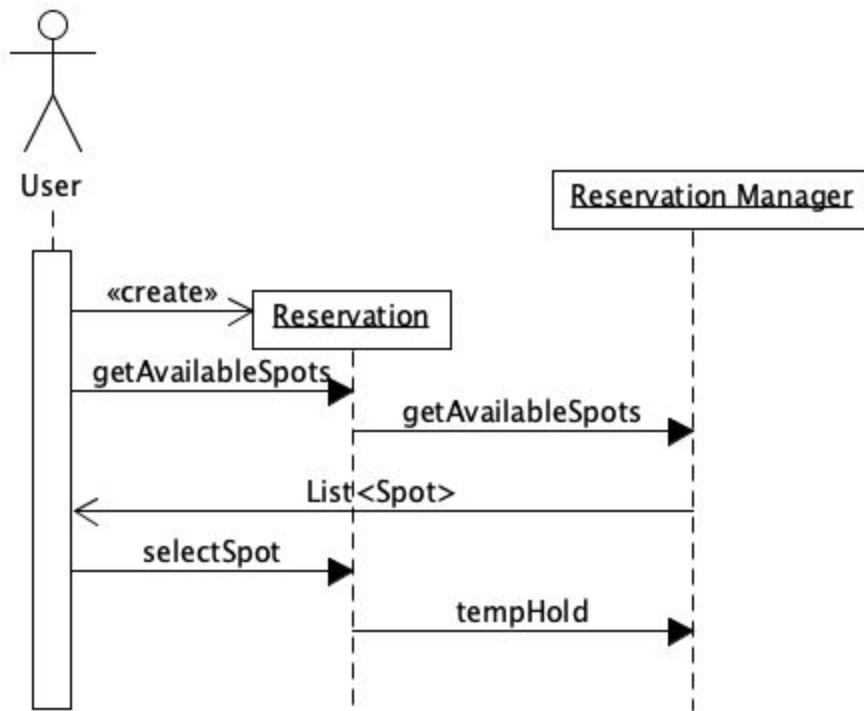 User
Reservation Manager
«create»
Reservation
getAvailableSpots
getAvailableSpots
List<Spot>
selectSpot
tempHold